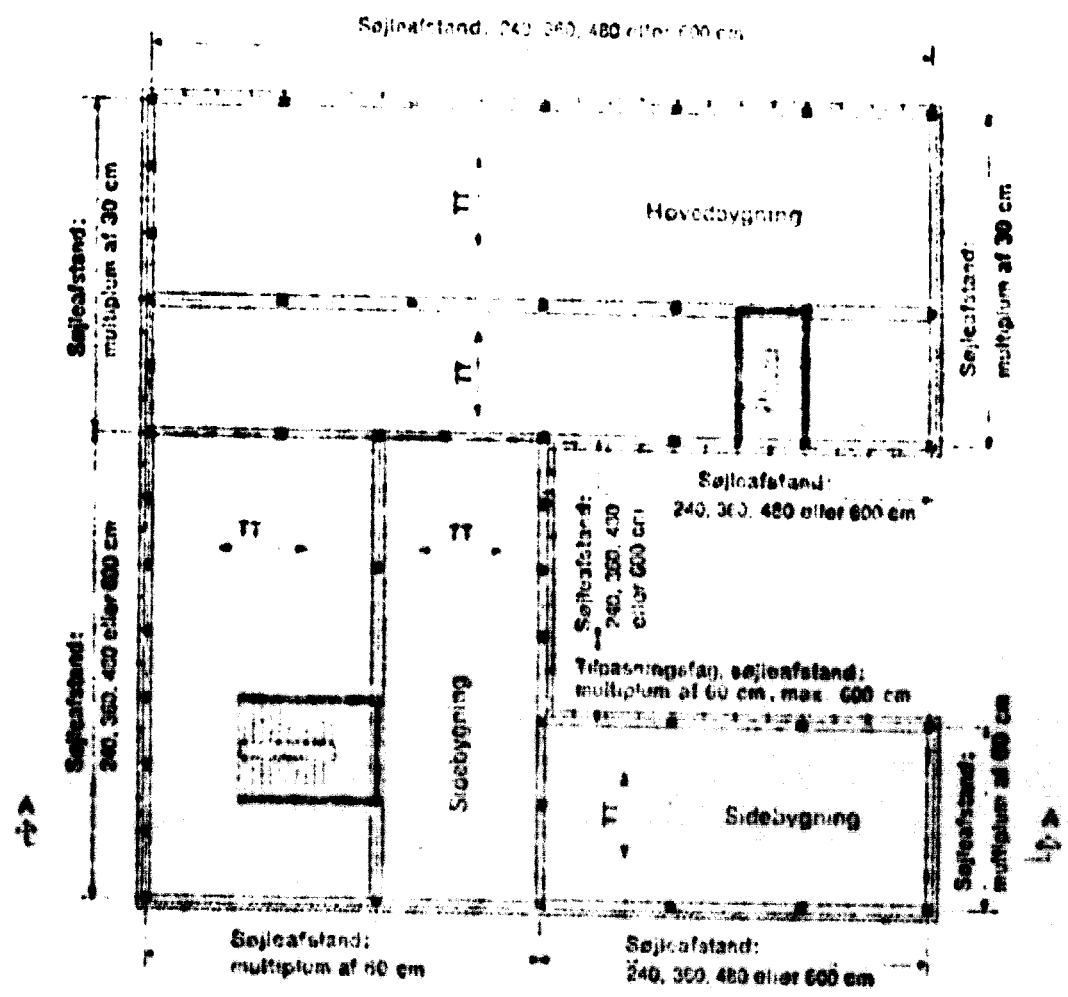 Søjleafstand: 240, 360, 480 eller 600 cm
Søjleafstand:
multiplum af 30 cm
TT
Hovedbygning
Søjleafstand:
multiplum af 30 cm
TT
Søjleafstand:
240, 360, 480 eller 600 cm
TT
TT
Søjleafstand:
240, 360, 480
eller 600 cm
Søjleafstand:
240, 360, 480 eller 600 cm
Tilpasningsfag, søjleafstand:
multiplum af 60 cm, max. 600 cm
Sidebygning
TT
Sidebygning
Søjleafstand:
multiplum af 60 cm
A
A
Søjleafstand:
multiplum af 60 cm
Søjleafstand:
240, 360, 480 eller 600 cm